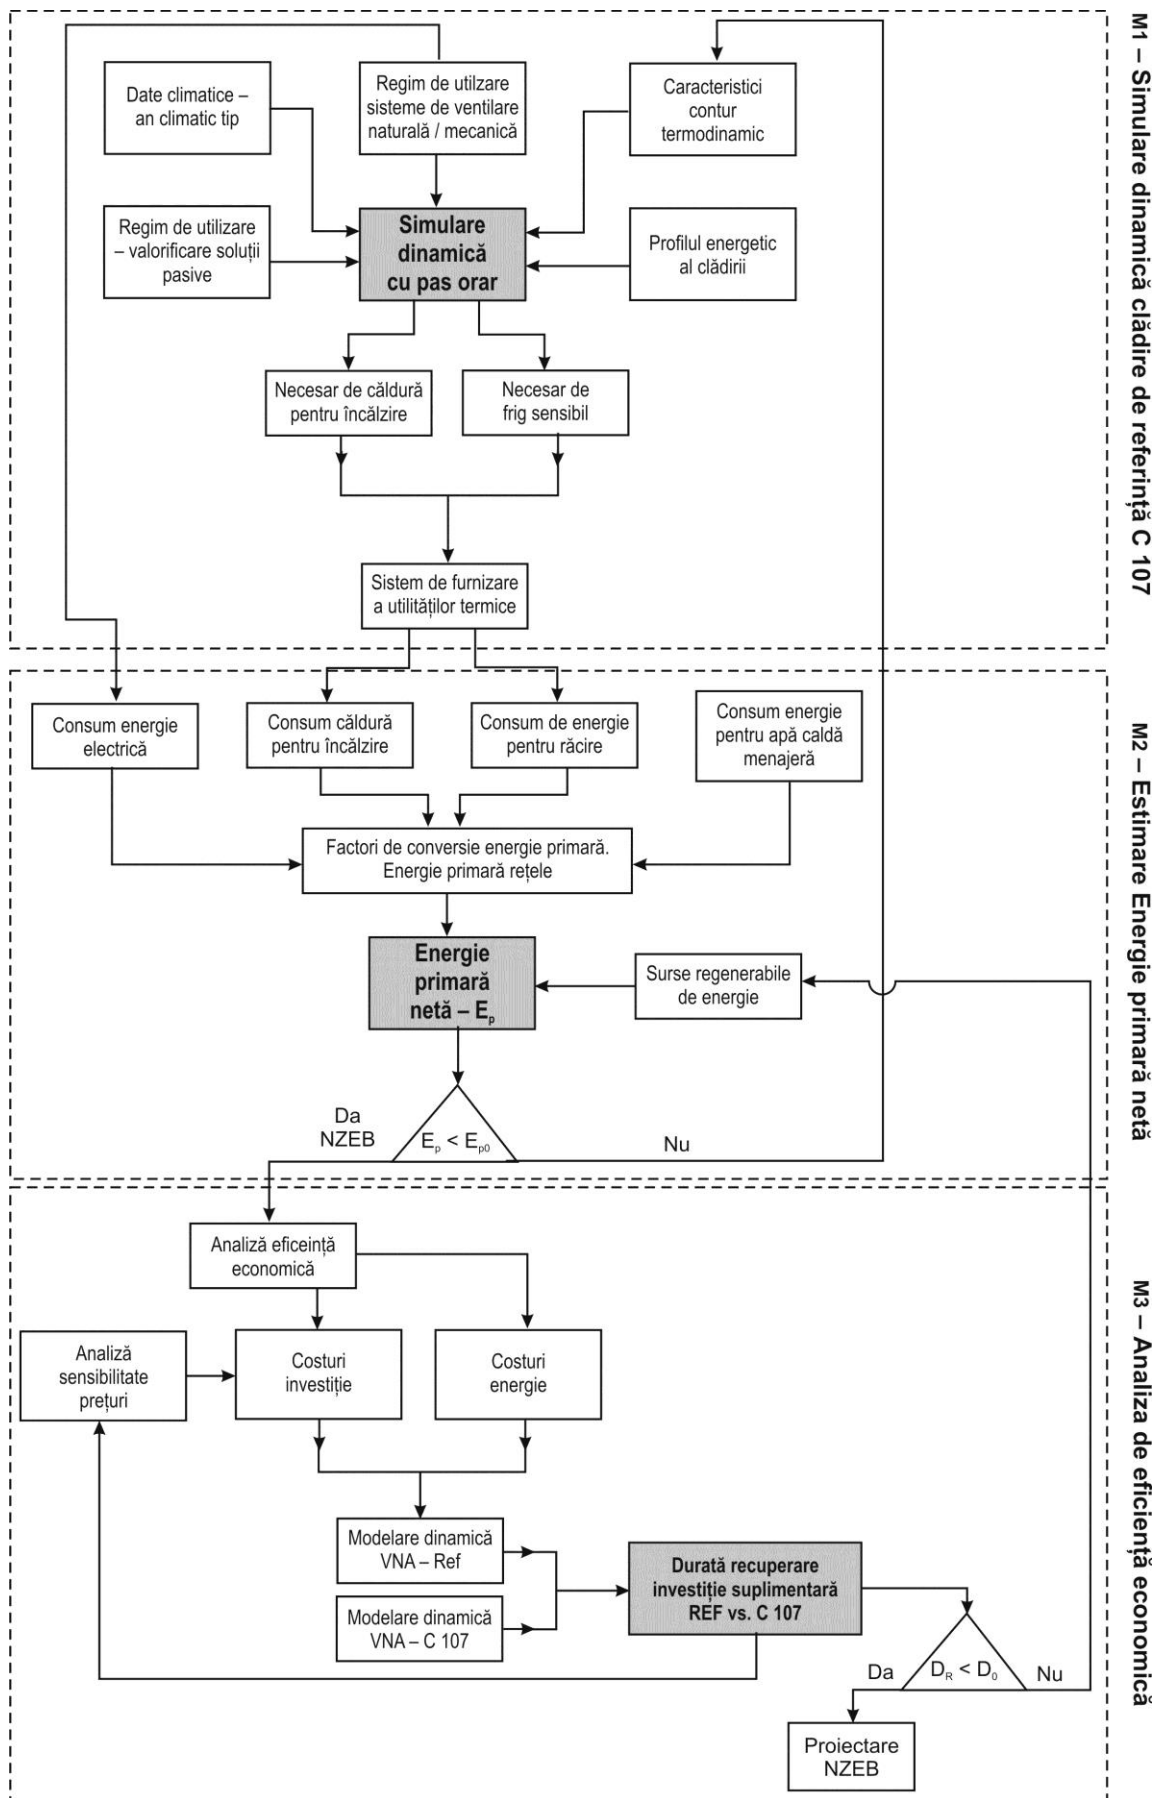 M1 – Simulare dinamică clădire de referință C 107
Date climatice –
an climatic tip
Regim de utilzare
sisteme de ventilare
naturală / mecanică
Caracteristici
contur
termodinamic
Regim de utilizare
– valorificare soluții
pasive
Simulare
dinamică
cu pas orar
Profilul energetic
al clădirii
Necesar de căldură
pentru încălzire
Necesar de
frig sensibil
Sistem de furnizare
a utilităților termice
M2 – Estimare Energie primară netă
Consum energie
electrică
Consum căldură
pentru încălzire
Consum de energie
pentru răcire
Consum energie
pentru apă caldă
menajeră
Factori de conversie energie primară.
Energie primară rețele
Energie
primară
netă – Ep
Surse regenerabile
de energie
Da
NZEB
Ep < Ep0
Nu
M3 – Analiza de eficiență economică
Analiză eficeință
economică
Analiză
sensibilitate
prețuri
Costuri
investiție
Costuri
energie
Modelare dinamică
VNA – Ref
Modelare dinamică
VNA – C 107
Durată recuperare
investiție suplimentară
REF vs. C 107
Da
DR < D0
Nu
Proiectare
NZEB